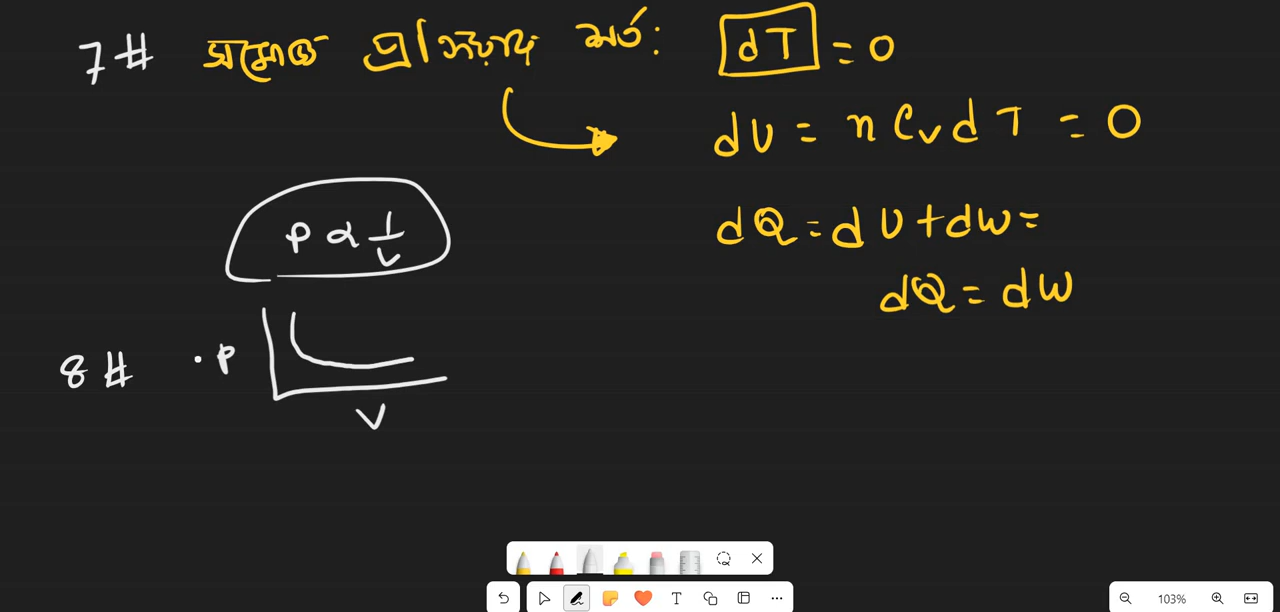 7# সমোষ্ণ প্রক্রিয়ার শর্ত: dT = 0
dU = nCvdT = 0
P ∝ 1/V
dQ = dU + dW =
dQ = dW
8# · P
V
T
103%